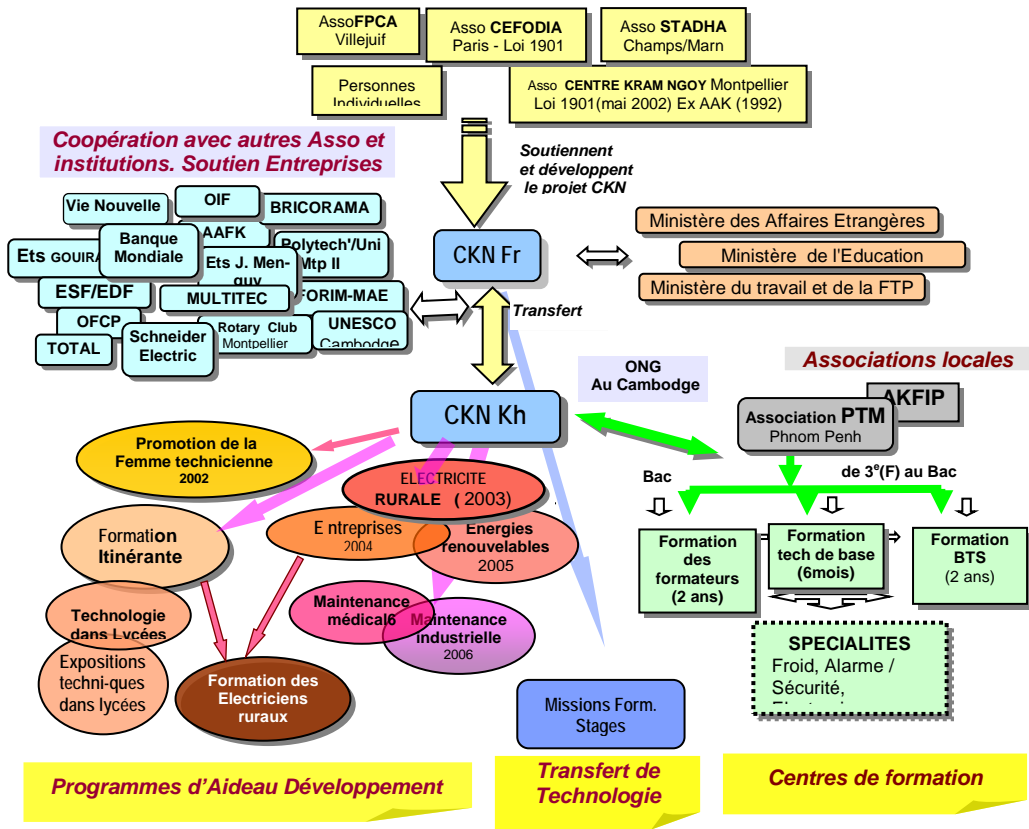 AssoFPCA
Villejuif
Asso CEFODIA
Paris - Loi 1901
Asso STADHA
Champs/Marn
Personnes
Individuelles
Asso CENTRE KRAM NGOY Montpellier
Loi 1901(mai 2002) Ex AAK (1992)
Coopération avec autres Asso et
institutions. Soutien Entreprises
Soutiennent
et développent
le projet CKN
Vie Nouvelle
OIF
BRICORAMA
AAFK
Banque
Mondiale
Polytech'/Uni
Mtp II
Ets GOUIRA
Ets J. Men-
guy
ESF/EDF
MULTITEC
FORIM-MAE
OFCP
Rotary Club
Montpellier
UNESCO
Cambodge
TOTAL
Schneider
Electric
CKN Fr
Ministère des Affaires Etrangères
Ministère de l'Education
Ministère du travail et de la FTP
Transfert
ONG
Au Cambodge
Associations locales
AKFIP
Association PTM
Phnom Penh
CKN Kh
Promotion de la
Femme technicienne
2002
ELECTRICITE
RURALE ( 2003)
Bac
de 3e(F) au Bac
Formation
Itinérante
E ntreprises
2004
Energies
renouvelables
2005
Formation
des
formateurs
(2 ans)
Formation
tech de base
(6mois)
Formation
BTS
(2 ans)
Technologie
dans Lycées
Maintenance
médical6
Maintenance
industrielle
2006
Expositions
techni-ques
dans lycées
Formation des
Electriciens
ruraux
SPECIALITES
Froid, Alarme /
Sécurité,
Missions Form.
Stages
Programmes d'Aideau Développement
Transfert de
Technologie
Centres de formation